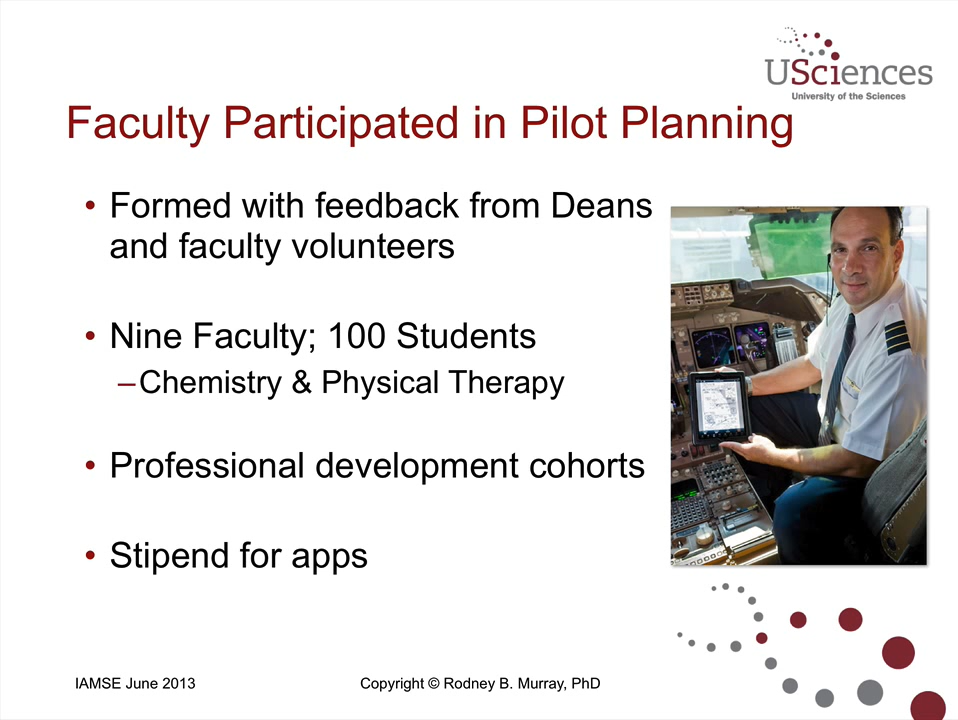 USciences
University of the Sciences
Faculty Participated in Pilot Planning
• Formed with feedback from Deans
and faculty volunteers
• Nine Faculty; 100 Students
–Chemistry & Physical Therapy
• Professional development cohorts
• Stipend for apps
IAMSE June 2013
Copyright © Rodney B. Murray, PhD